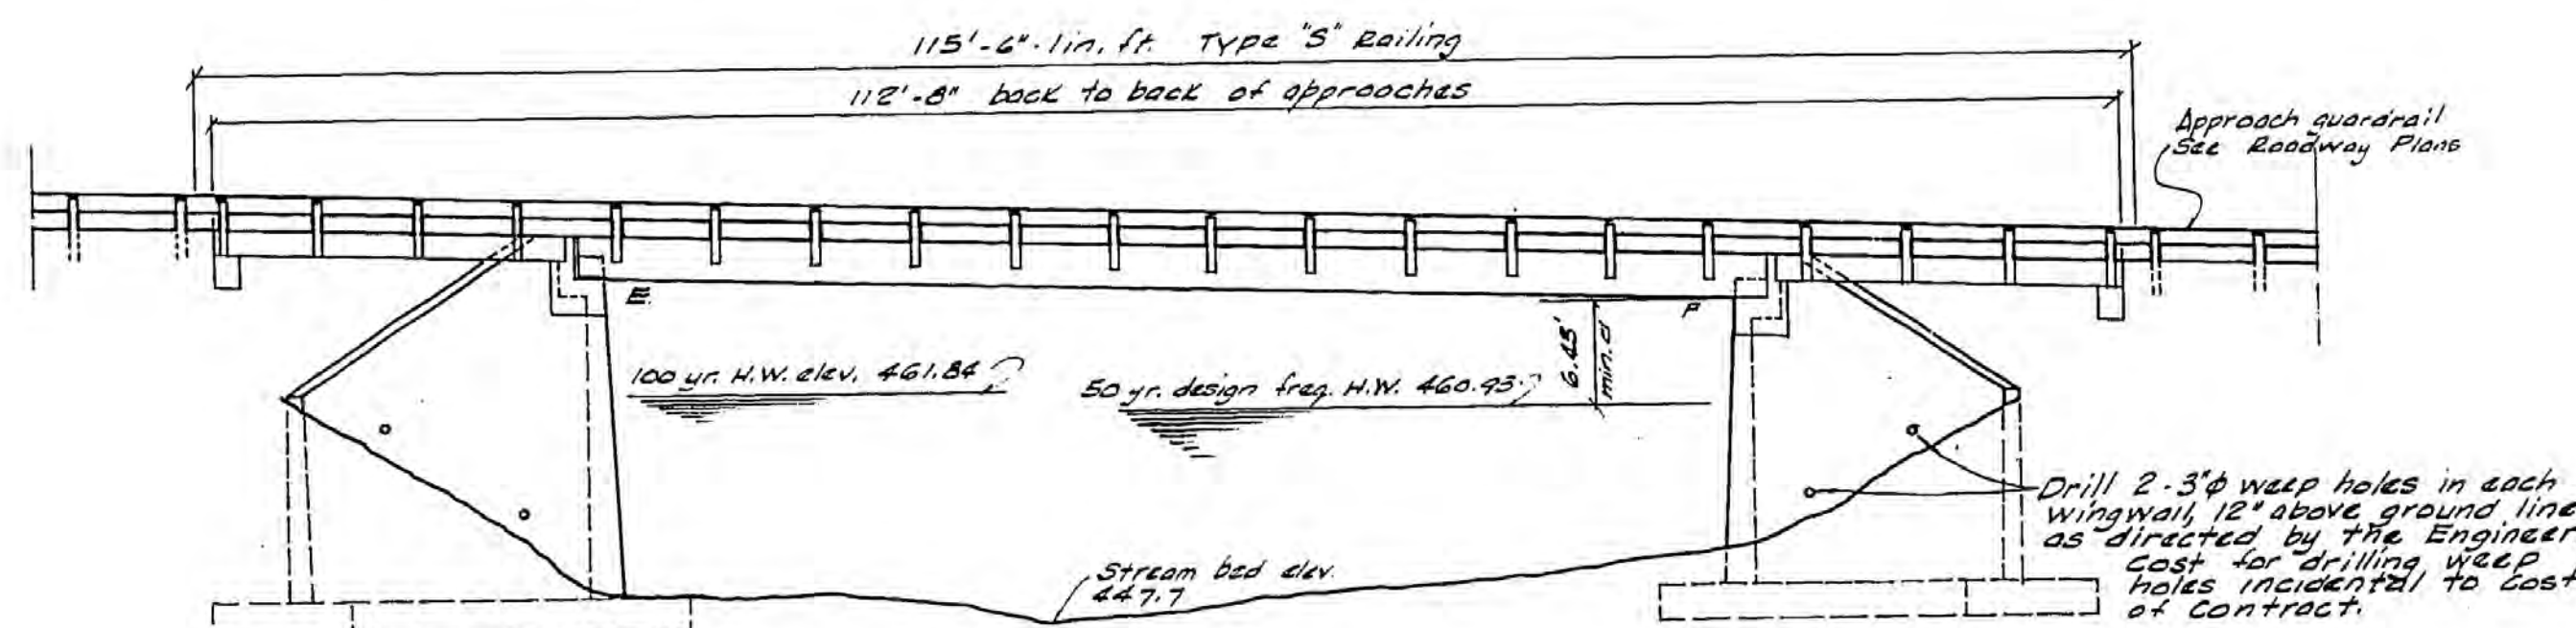 115'-6" lin. ft. Type "S" Railing
112'-8" back to back of approaches
Approach guardrail
See Roadway Plans
E.
F
6.43'
min. cl
100 yr. H.W. elev. 461.84
50 yr. design freq. H.W. 460.93
Drill 2-3"φ weep holes in each
wingwall, 12" above ground line
as directed by the Engineer
Cost for drilling weep
holes incidental to cost
of Contract.
Stream bed elev.
447.7